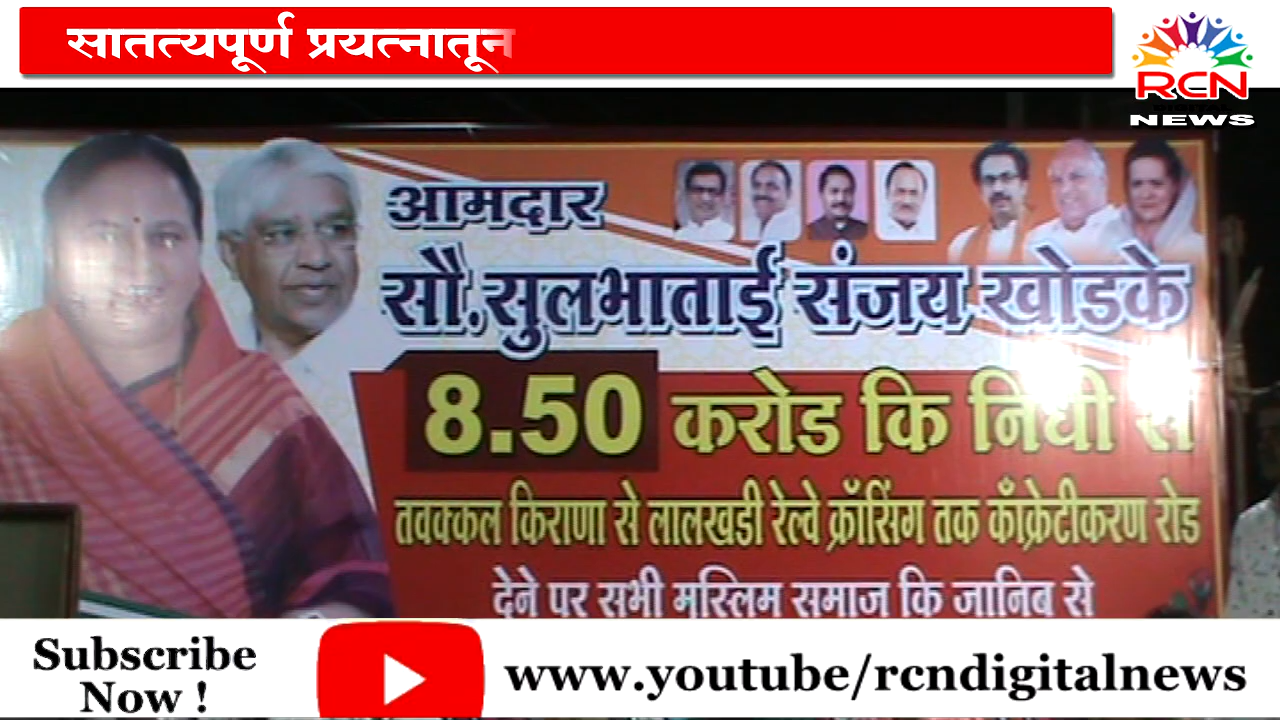 सातत्यपूर्ण प्रयत्नातून
RCN
DIGITAL
NEWS
आमदार
सौ.सुलभाताई संजय खोडके
8.50 करोड कि निधी से
तवक्कल किराणा से लालखडी रेल्वे क्रॉसिंग तक काँक्रेटीकरण रोड
देने पर सभी मुस्लिम समाज कि जानिब से
Subscribe
Now !
www.youtube/rcndigitalnews